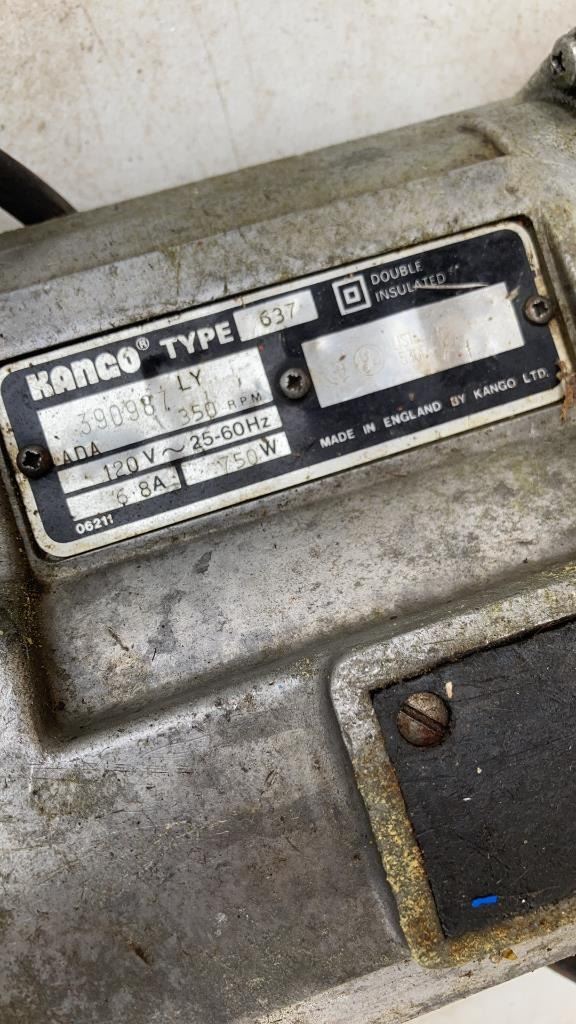 KANGO® TYPE 637
DOUBLE
INSULATED
LY
390987
ADA 350 RPM
120 V ~ 25-60Hz
6.8A 750W
06211
MADE IN ENGLAND BY KANGO LTD.